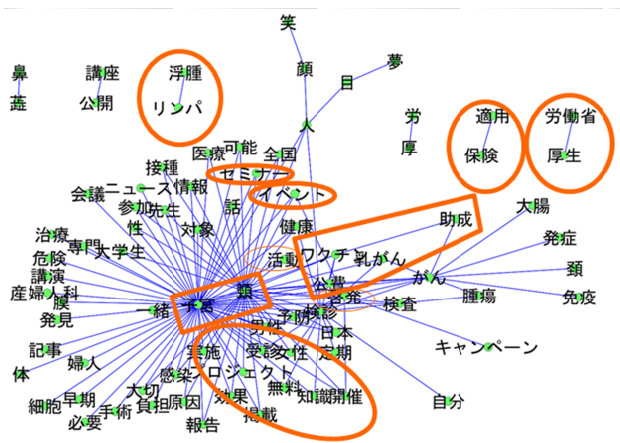 笑
顔
夢
目
人
鼻
講座
公開
浮腫
リンパ
労
厚
適用
保険
労働省
厚生
医療
可能
全国
接種
セミナー
会議
ニュース
情報
イベント
参加
先生
話
助成
大腸
性
対象
健康
治療
専門
大学生
発症
危険
活動
ワクチン
乳がん
講演
頚
がん
産婦人科
膜
子宮
頸
公費
啓発
腫瘍
免疫
発見
一緒
予防
検診
検査
男性
日本
記事
婦人
実施
受診
女性
定期
キャンペーン
体
感染
プロジェクト
大切
無料
細胞
早期
負担
原因
効果
知識
開催
自分
必要
手術
報告
掲載